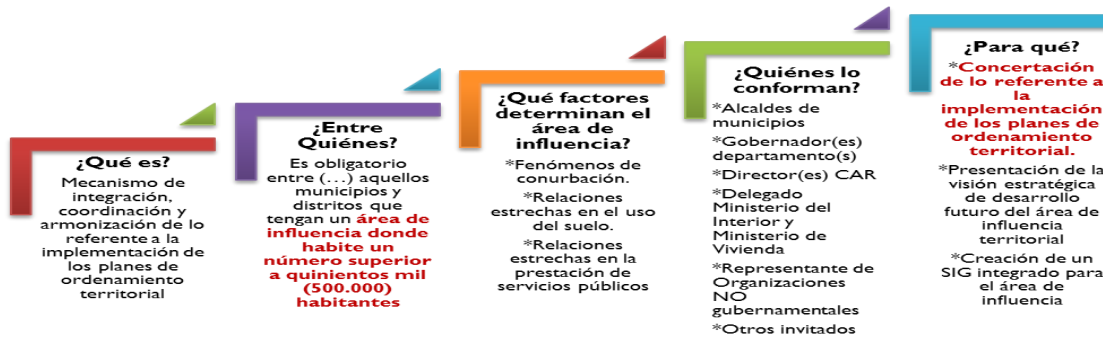 ¿Qué es?
Mecanismo de
integración,
coordinación y
armonización de lo
referente a la
implementación de
los planes de
ordenamiento
territorial
¿Entre
Quiénes?
Es obligatorio
entre (...) aquellos
municipios y
distritos que
tengan un área de
influencia donde
habite un
número superior
a quinientos mil
(500.000)
habitantes
¿Qué factores
determinan el
área de
influencia?
*Fenómenos de
conurbación.
*Relaciones
estrechas en el uso
del suelo.
*Relaciones
estrechas en la
prestación de
servicios públicos
¿Quiénes lo
conforman?
*Alcaldes de
municipios
*Gobernador(es)
departamento(s)
*Director(es) CAR
*Delegado
Ministerio del
Interior y
Ministerio de
Vivienda
*Representante de
Organizaciones
NO
gubernamentales
*Otros invitados
¿Para qué?
*Concertación
de lo referente a
la
implementación
de los planes de
ordenamiento
territorial.
*Presentación de la
visión estratégica
de desarrollo
futuro del área de
influencia
territorial
*Creación de un
SIG integrado para
el área de
influencia